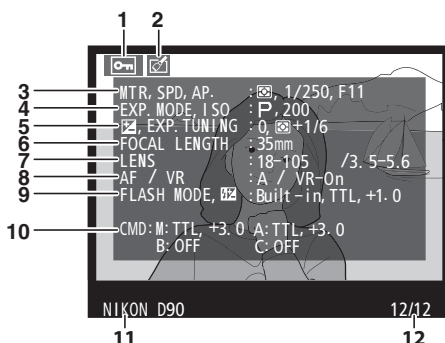 1 2
3 MTR, SPD, AP. : , 1/250, F11
4 EXP. MODE, ISO : P, 200
5 , EXP. TUNING : 0, +1/6
6 FOCAL LENGTH : 35mm
7 LENS : 18–105 /3. 5–5.6
8 AF / VR : A / VR–On
9 FLASH MODE, : Built–in, TTL, +1. 0
10 CMD: M: TTL, +3. 0 A: TTL, +3. 0
B: OFF C: OFF
NIKON D90 12/12
11 12